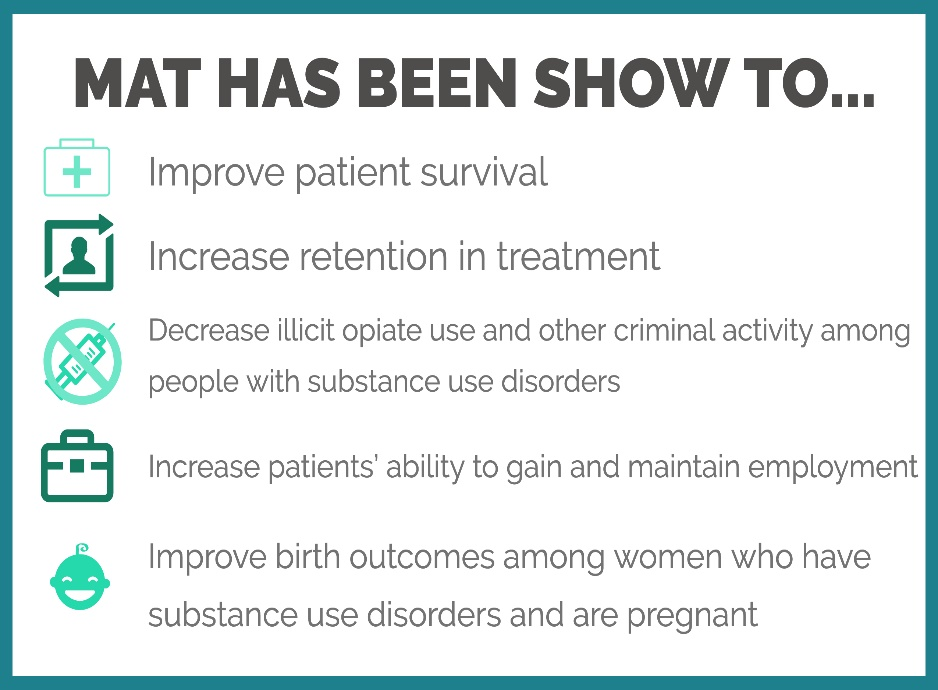 MAT HAS BEEN SHOW TO...
Improve patient survival
Increase retention in treatment
Decrease illicit opiate use and other criminal activity among
people with substance use disorders
Increase patients’ ability to gain and maintain employment
Improve birth outcomes among women who have
substance use disorders and are pregnant